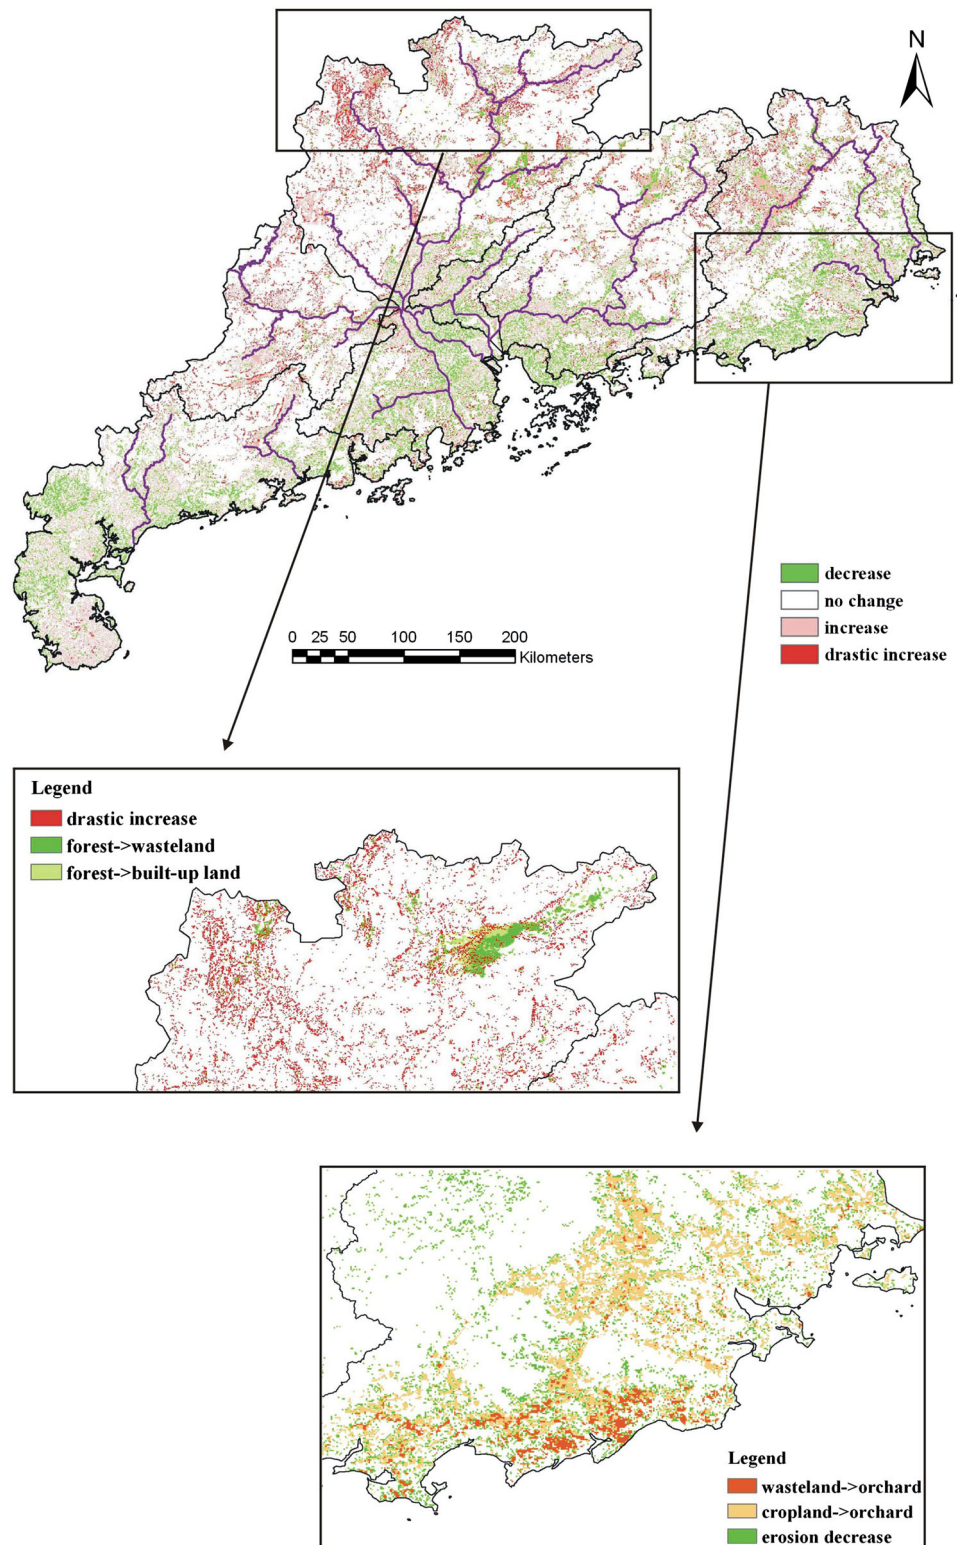 N
decrease
no change
increase
drastic increase
0 25 50 100 150 200
Kilometers
Legend
drastic increase
forest->wasteland
forest->built-up land
Legend
wasteland->orchard
cropland->orchard
erosion decrease